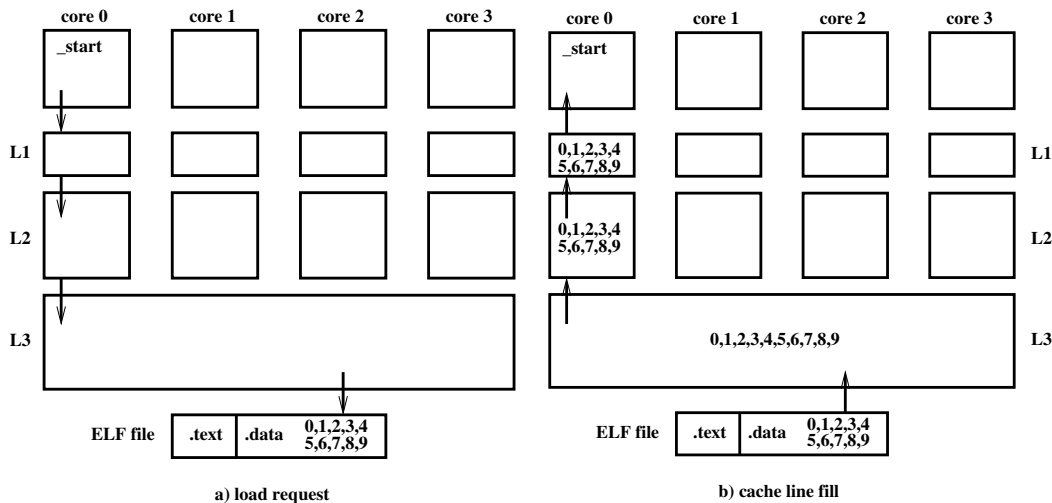 core 0 core 1 core 2 core 3 core 0 core 1 core 2 core 3
_start _start
L1 0,1,2,3,4 L1
5,6,7,8,9
L2 0,1,2,3,4 L2
5,6,7,8,9
L3 0,1,2,3,4,5,6,7,8,9 L3
ELF file .text .data 0,1,2,3,4 ELF file .text .data 0,1,2,3,4
5,6,7,8,9 5,6,7,8,9
a) load request b) cache line fill